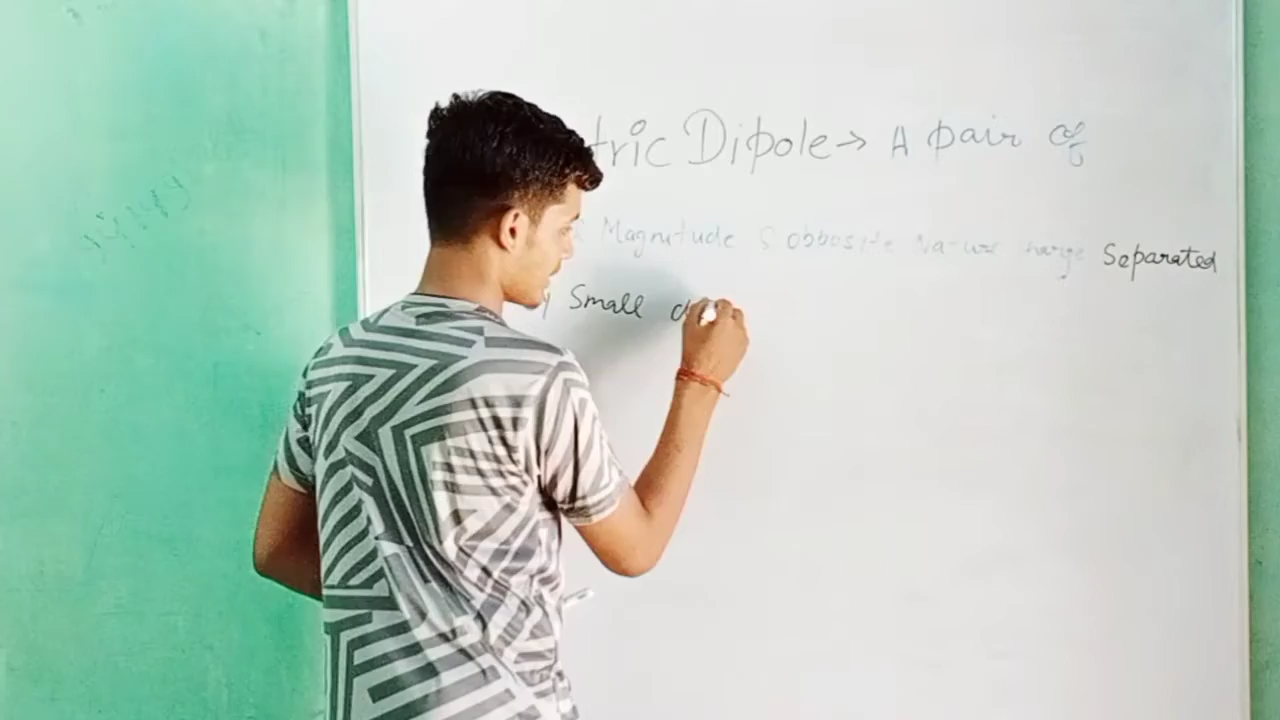 tric Dipole → A pair of
Magnitude & opposite Nature harge Separated
y Small d